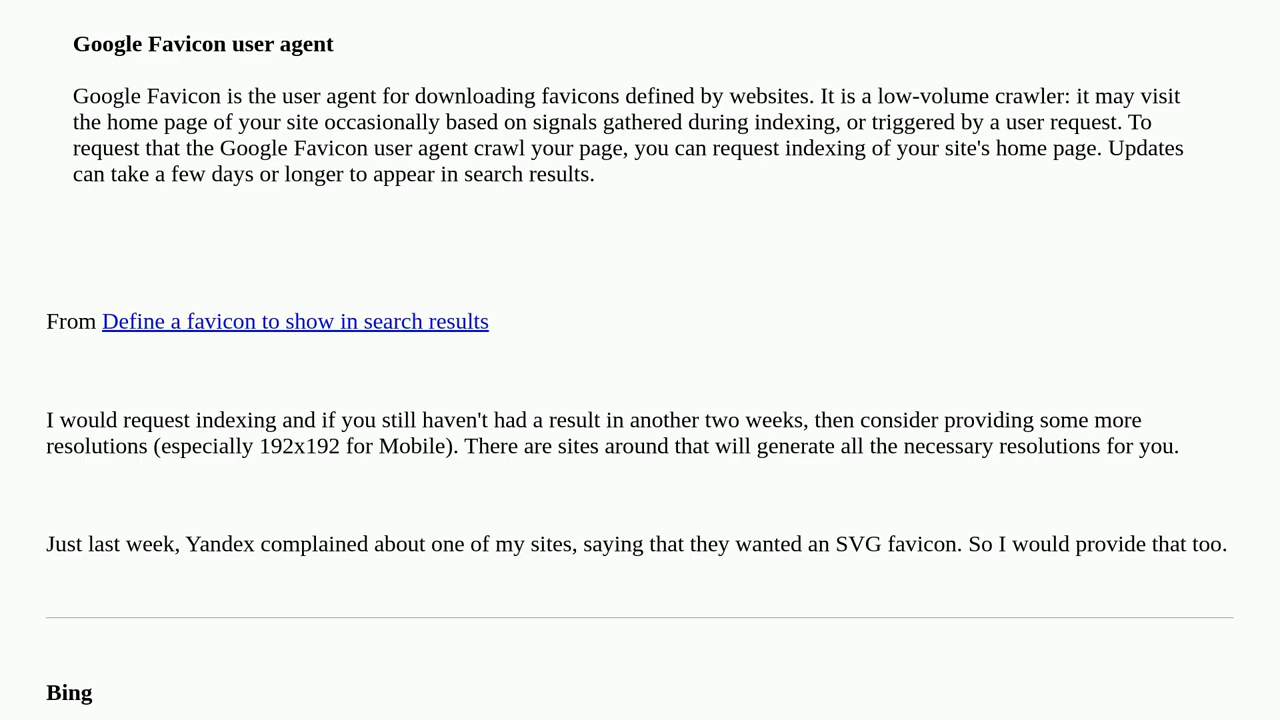 Google Favicon user agent
Google Favicon is the user agent for downloading favicons defined by websites. It is a low-volume crawler: it may visit
the home page of your site occasionally based on signals gathered during indexing, or triggered by a user request. To
request that the Google Favicon user agent crawl your page, you can request indexing of your site's home page. Updates
can take a few days or longer to appear in search results.
From Define a favicon to show in search results
I would request indexing and if you still haven't had a result in another two weeks, then consider providing some more
resolutions (especially 192x192 for Mobile). There are sites around that will generate all the necessary resolutions for you.
Just last week, Yandex complained about one of my sites, saying that they wanted an SVG favicon. So I would provide that too.
Bing